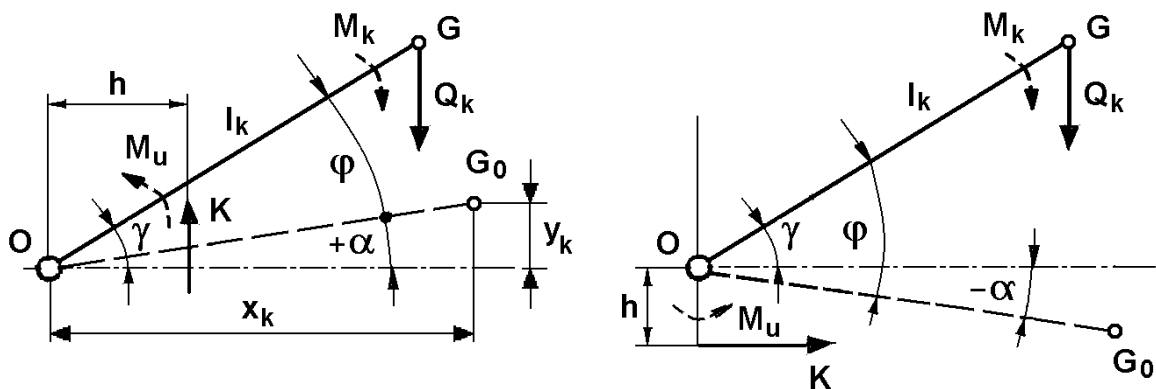 M_k G
h
l_k Q_k
M_u φ G_0
K
O γ +α y_k
x_k
M_k G
l_k Q_k
O γ φ
h -α
M_u G_0
K